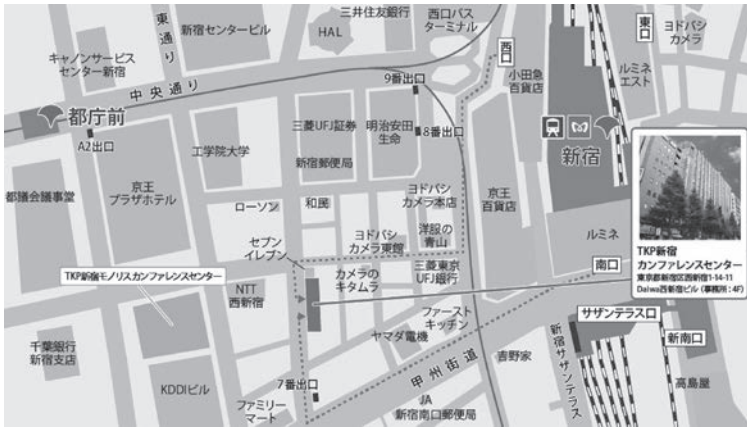 三井住友銀行
西口バス
ターミナル
東口
ヨドバシ
カメラ
東通り
新宿センタービル
HAL
西口
キャノンサービス
センター新宿
小田急
百貨店
ルミネ
エスト
中央通り
9番出口
都庁前
A2出口
三菱UFJ証券
明治安田
生命
8番出口
新宿
工学院大学
新宿郵便局
都議会議事堂
京王
プラザホテル
ローソン
和民
ヨドバシ
カメラ本店
京王
百貨店
セブン
イレブン
ヨドバシ
カメラ東館
洋服の
青山
ルミネ
TKP新宿
カンファレンスセンター
東京都新宿区西新宿1-14-11
Daiwa西新宿ビル(事務所:4F)
TKP新宿モノリスカンファレンスセンター
NTT
西新宿
カメラの
キタムラ
三菱東京
UFJ銀行
南口
ファースト
キッチン
サザンテラス口
ヤマダ電機
新宿サザンテラス
新南口
千葉銀行
新宿支店
甲州街道
吉野家
KDDIビル
7番出口
高島屋
ファミリー
マート
JA
新宿南口郵便局